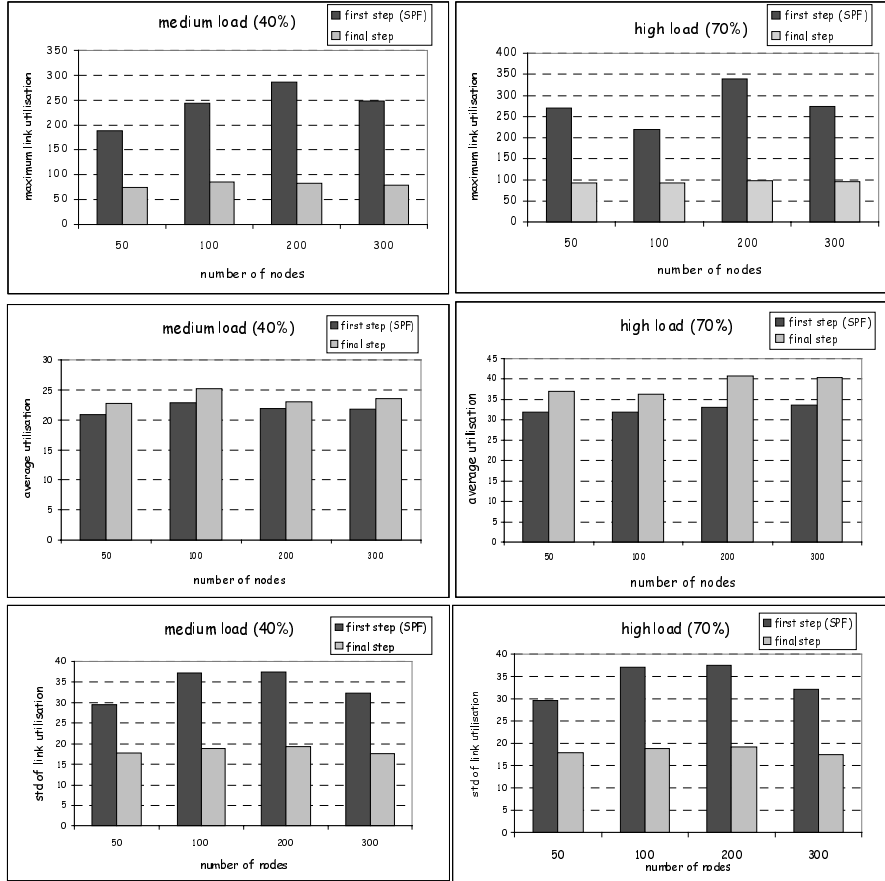 medium load (40%)
first step (SPF)
final step
maximum link utilisation
350
300
250
200
150
100
50
0
50 100 200 300
number of nodes
high load (70%)
first step (SPF)
final step
maximum link utilisation
400
350
300
250
200
150
100
50
0
50 100 200 300
number of nodes
medium load (40%)
first step (SPF)
final step
average utilisation
30
25
20
15
10
5
0
50 100 200 300
number of nodes
high load (70%)
first step (SPF)
final step
average utilisation
45
40
35
30
25
20
15
10
5
0
50 100 200 300
number of nodes
medium load (40%)
first step (SPF)
final step
std of link utilisation
40
35
30
25
20
15
10
5
0
50 100 200 300
number of nodes
high load (70%)
first step (SPF)
final step
std of link utilisation
40
35
30
25
20
15
10
5
0
50 100 200 300
number of nodes